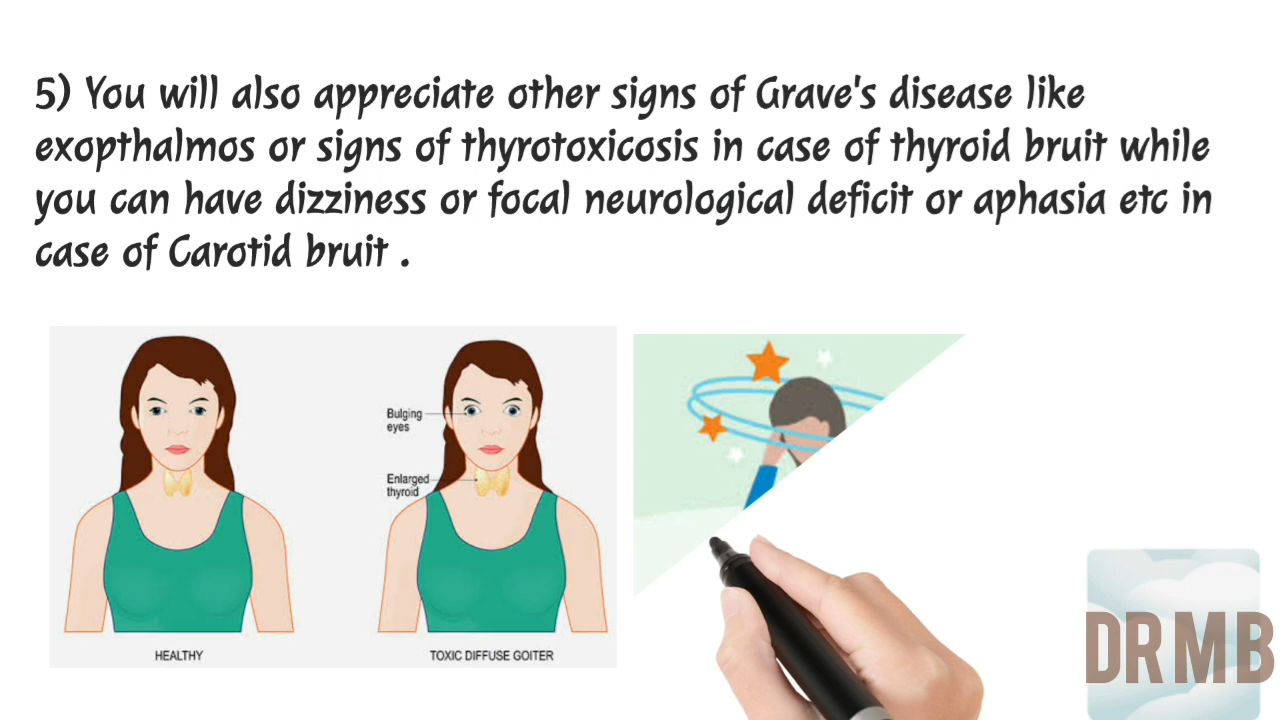 5) You will also appreciate other signs of Grave's disease like
exopthalmos or signs of thyrotoxicosis in case of thyroid bruit while
you can have dizziness or focal neurological deficit or aphasia etc in
case of Carotid bruit .
Bulging
eyes
Enlarged
thyroid
HEALTHY
TOXIC DIFFUSE GOITER
DR MB